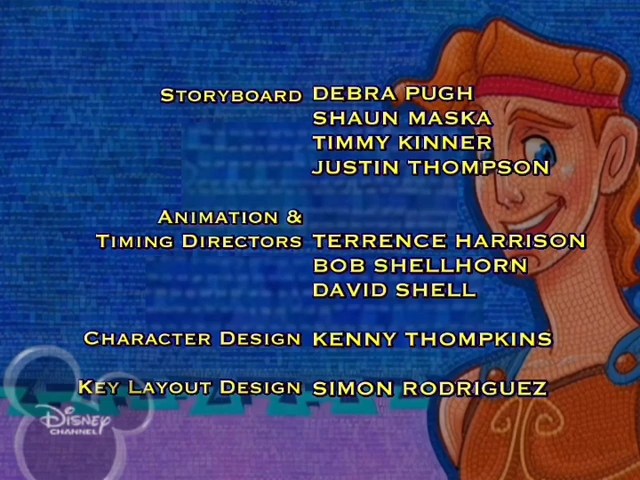 STORYBOARD DEBRA PUGH
SHAUN MASKA
TIMMY KINNER
JUSTIN THOMPSON
ANIMATION &
TIMING DIRECTORS TERRENCE HARRISON
BOB SHELLHORN
DAVID SHELL
CHARACTER DESIGN KENNY THOMPKINS
KEY LAYOUT DESIGN SIMON RODRIGUEZ
Disney
CHANNEL